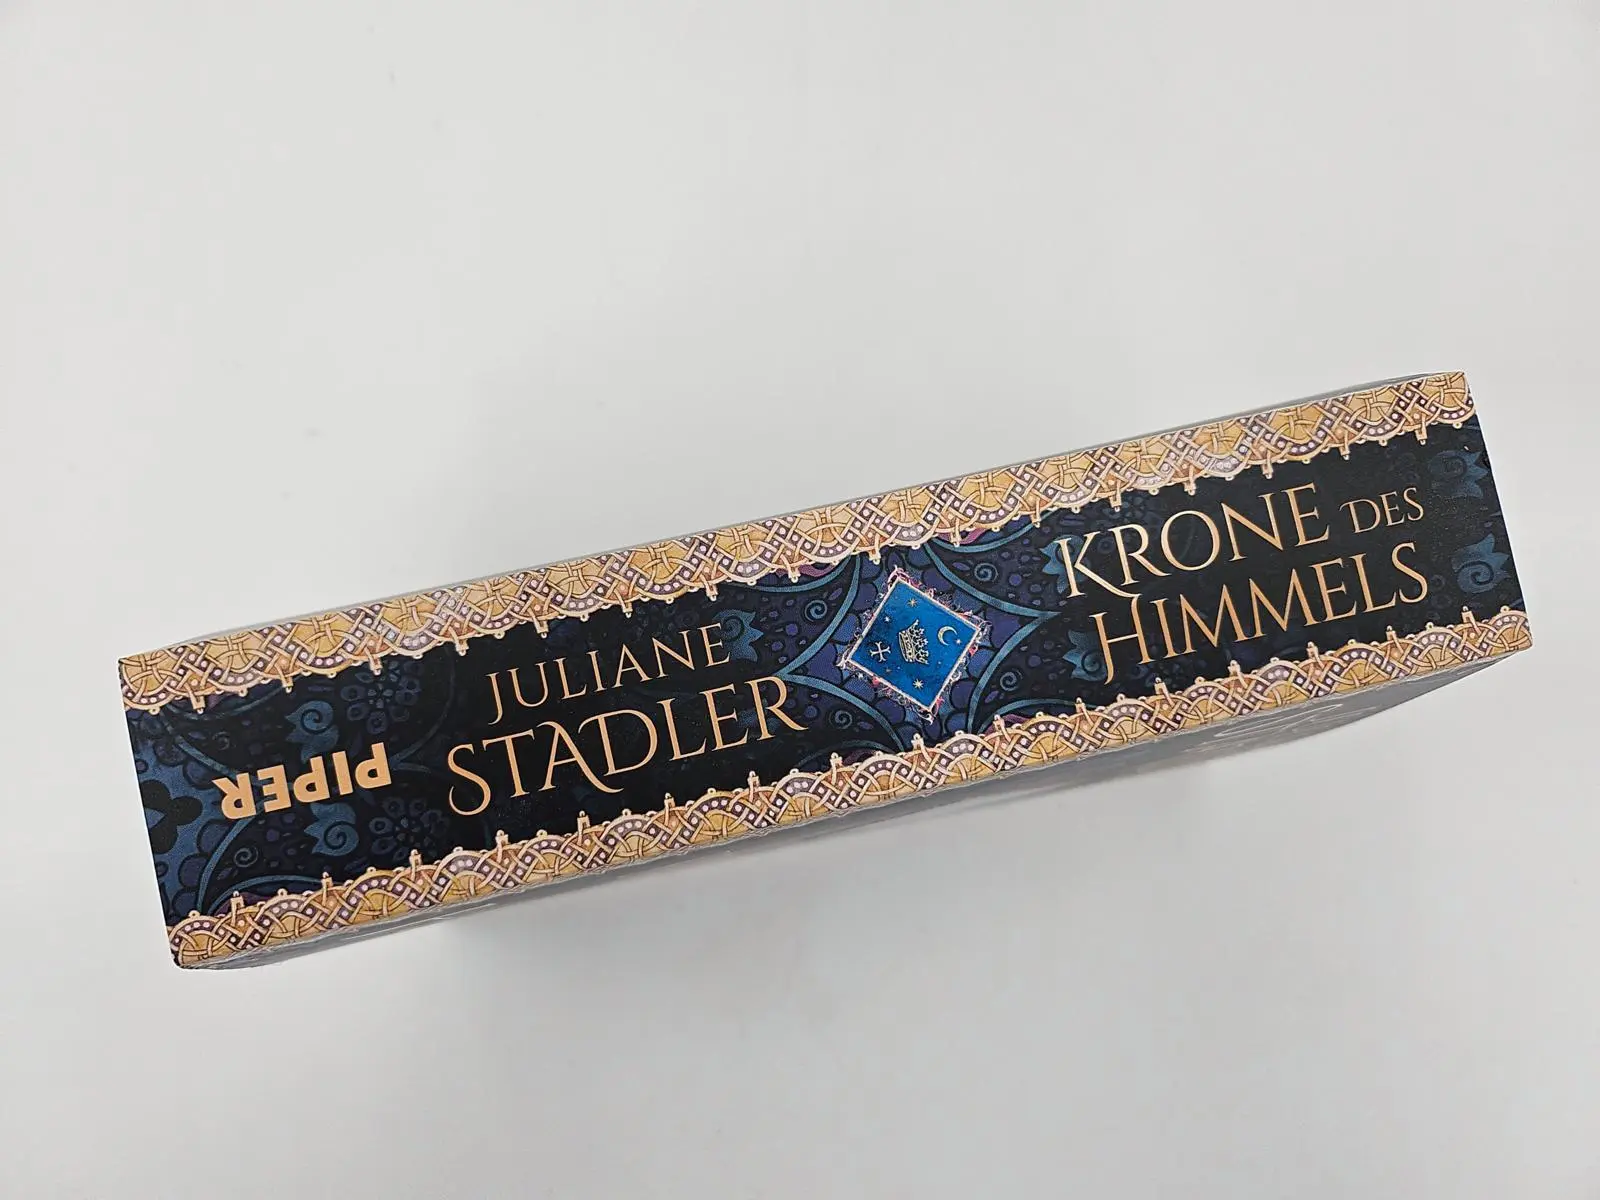 JULIANE
STADLER
KRONE DES
HIMMELS
PIPER